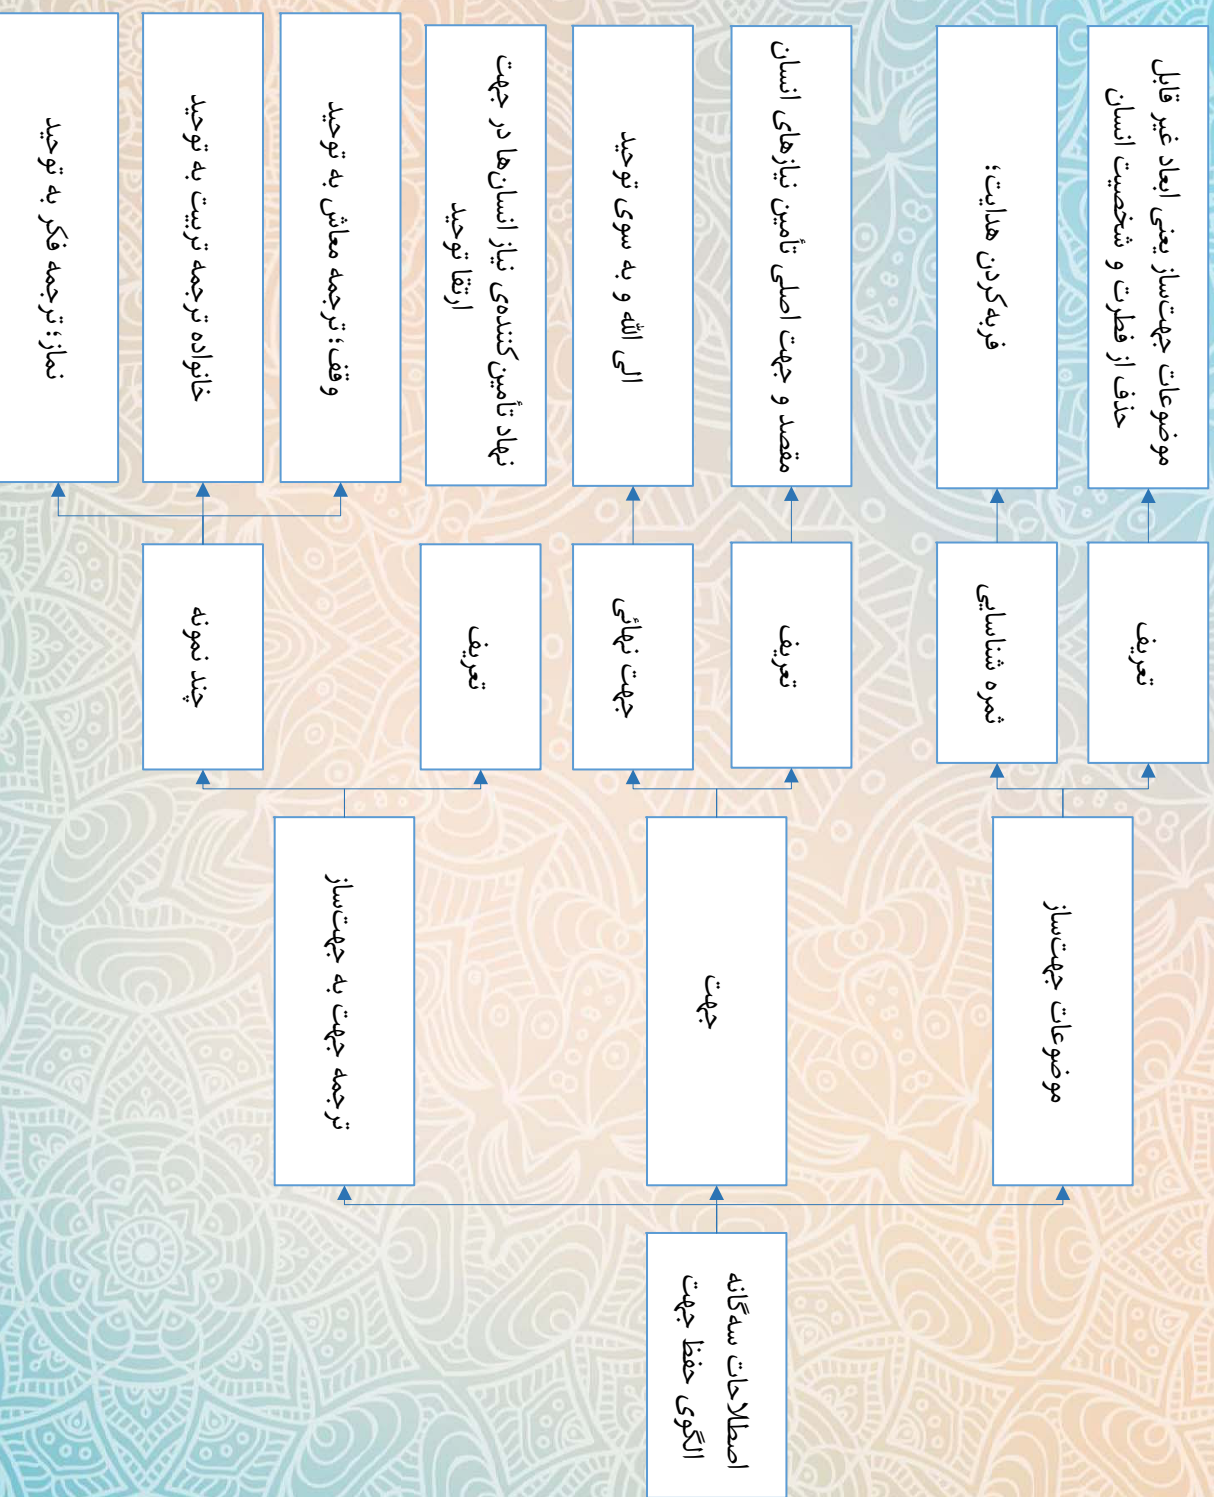 اصطلاحات سه‌گانه
الگوی حفظ جهت
موضوعات جهت‌ساز
تعریف
موضوعات جهت‌ساز یعنی ابعاد غیر قابل
حذف از فطرت و شخصیت انسان
ثمره شناسایی
فربه کردن هدایت؛
جهت
تعریف
مقصد و جهت اصلی تأمین نیازهای انسان
جهت نهائی
الی الله و به سوی توحید
ترجمه جهت به جهت‌ساز
تعریف
نهاد تأمین‌کننده‌ی نیاز انسان‌ها در جهت
ارتقا توحید
چند نمونه
وقف؛ ترجمه معاش به توحید
خانواده ترجمه تربیت به توحید
نماز؛ ترجمه فکر به توحید